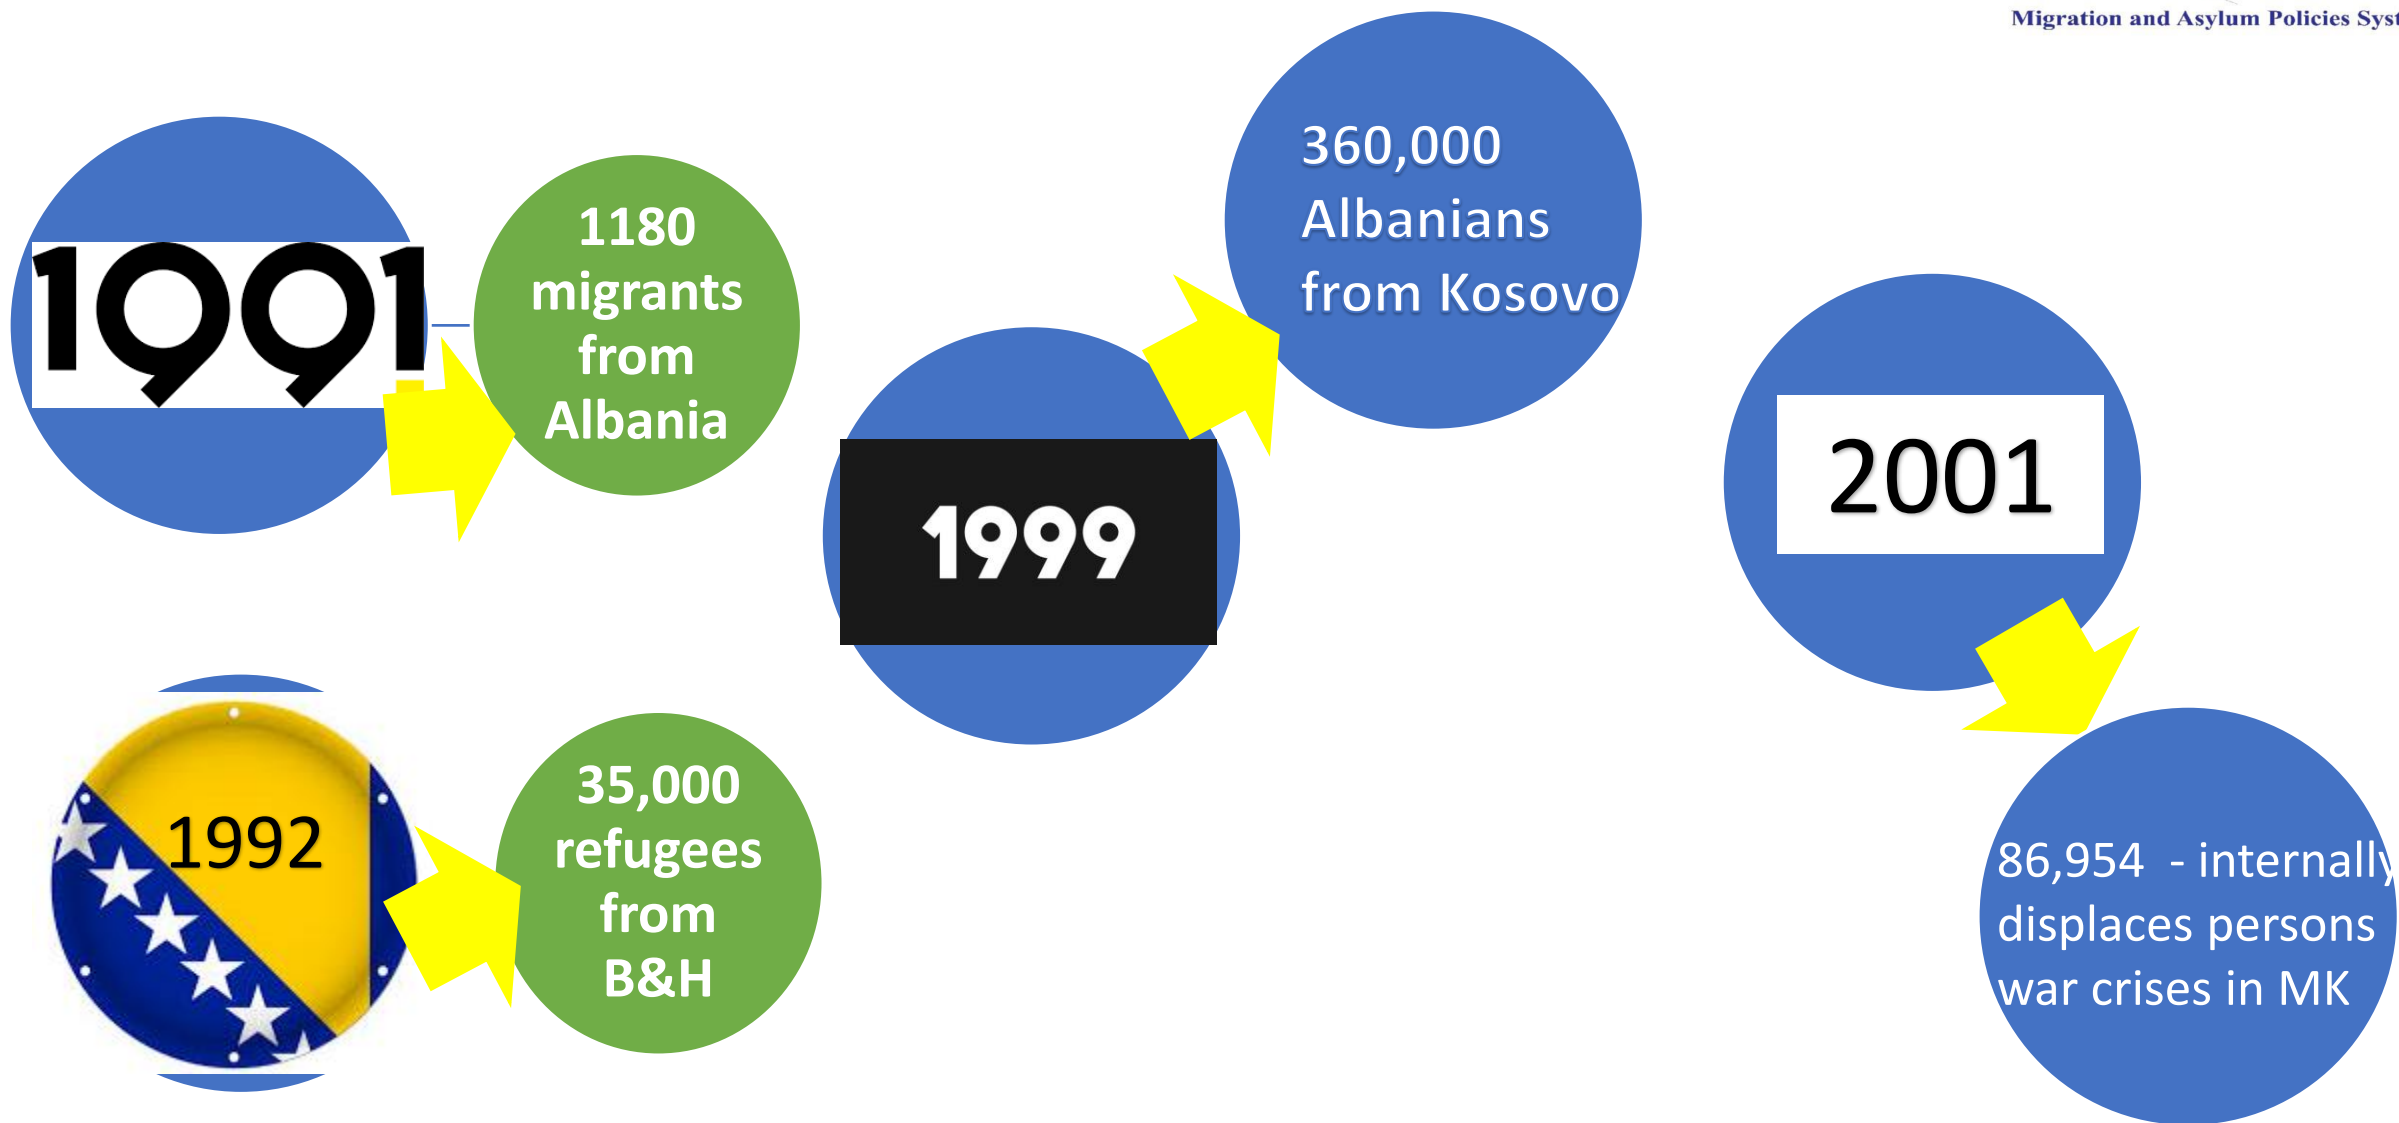 Migration and Asylum Policies Syst
1991
1180
migrants
from
Albania
1992
35,000
refugees
from
B&H
1999
360,000
Albanians
from Kosovo
2001
86,954 - internally
displaces persons
war crises in MK